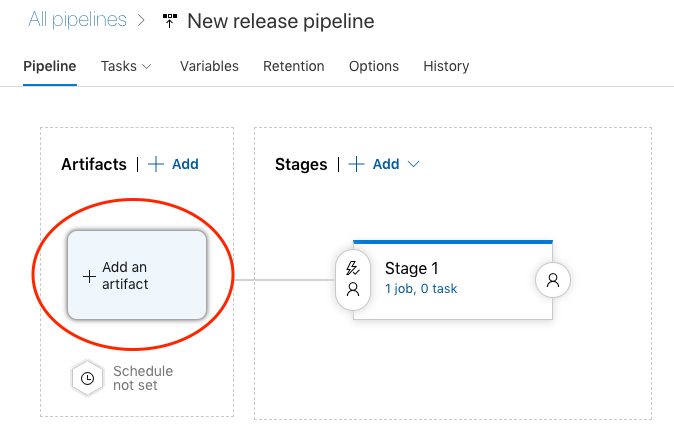 All pipelines > New release pipeline
Pipeline Tasks Variables Retention Options History
Artifacts | + Add
Stages | + Add
+ Add an
artifact
Stage 1
1 job, 0 task
Schedule
not set